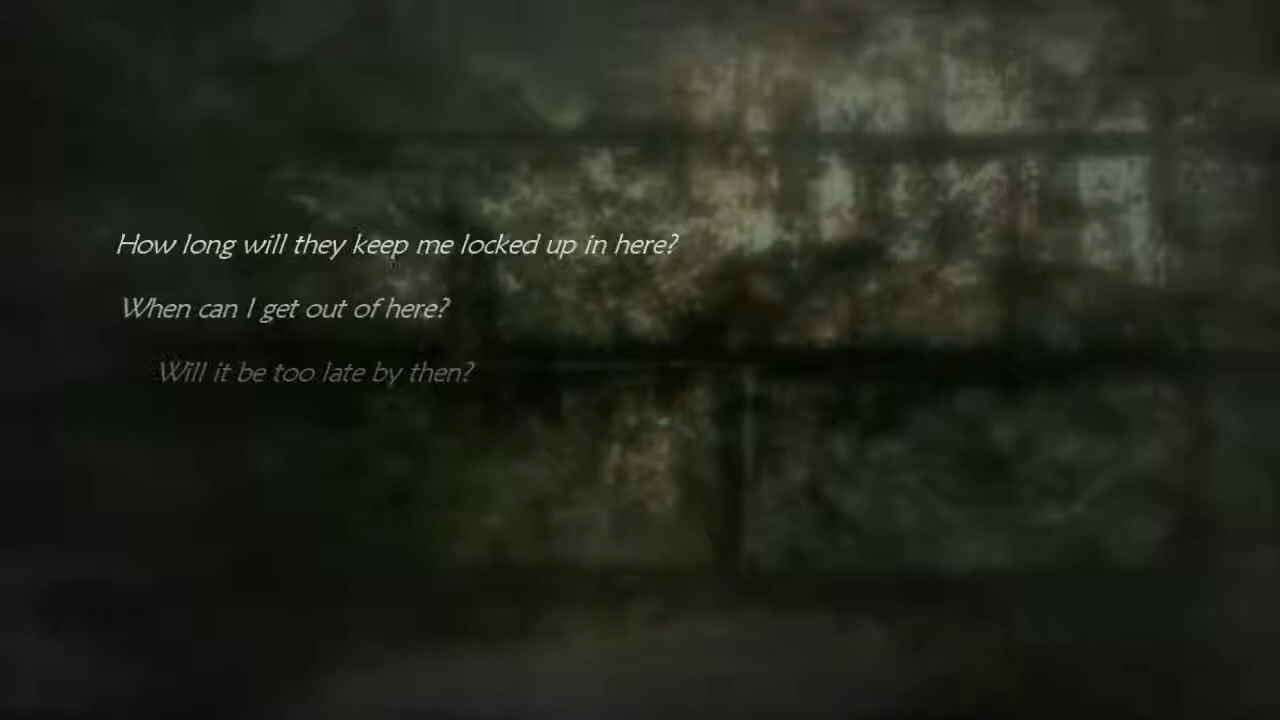 How long will they keep me locked up in here?
When can I get out of here?
Will it be too late by then?